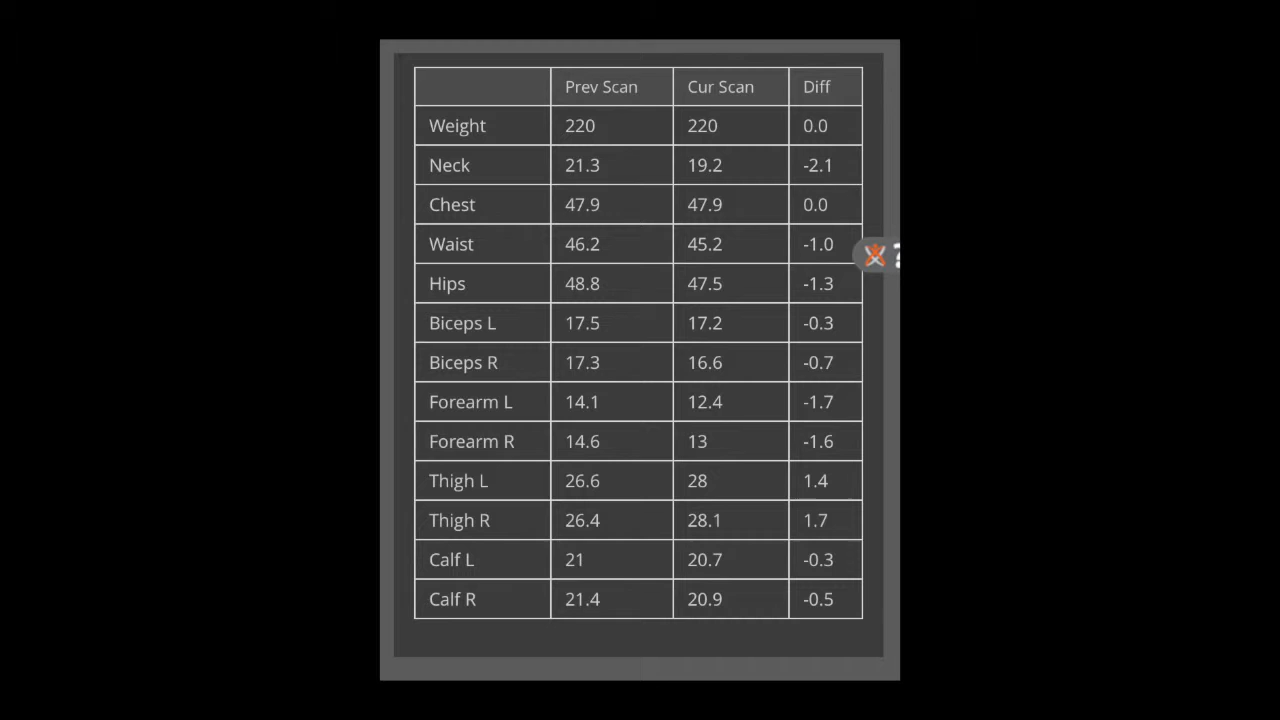 Prev Scan Cur Scan Diff
Weight 220 220 0.0
Neck 21.3 19.2 -2.1
Chest 47.9 47.9 0.0
Waist 46.2 45.2 -1.0
Hips 48.8 47.5 -1.3
Biceps L 17.5 17.2 -0.3
Biceps R 17.3 16.6 -0.7
Forearm L 14.1 12.4 -1.7
Forearm R 14.6 13 -1.6
Thigh L 26.6 28 1.4
Thigh R 26.4 28.1 1.7
Calf L 21 20.7 -0.3
Calf R 21.4 20.9 -0.5